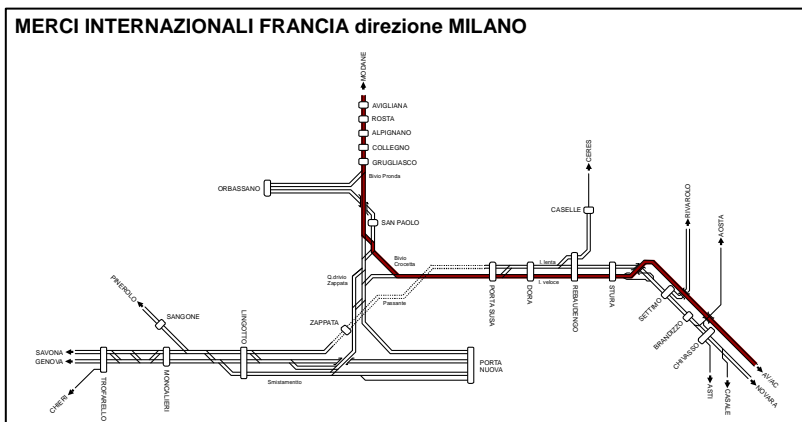 MERCI INTERNAZIONALI FRANCIA direzione MILANO
MODANE
AVIGLIANA
ROSTA
ALPIGNANO
COLLEGNO
GRUGLIASCO
Bivio Pronda
ORBASSANO
SAN PAOLO
CERES
CASELLE
RIVAROLO
AOSTA
Bivio
Crocetta
l.lenta
l. veloce
Q.drivio
Zappata
Passante
PORTA SUSA
DORA
REBAUDENGO
STURA
SETTIMO
BRANDIZZO
CHIVASSO
PINEROLO
SANGONE
LINGOTTO
ZAPPATA
SAVONA
GENOVA
PORTA
NUOVA
Smistamento
CHIERI
TROFARELLO
MONCALIERI
ASTI
CASALE
NOVARA
AV/AC